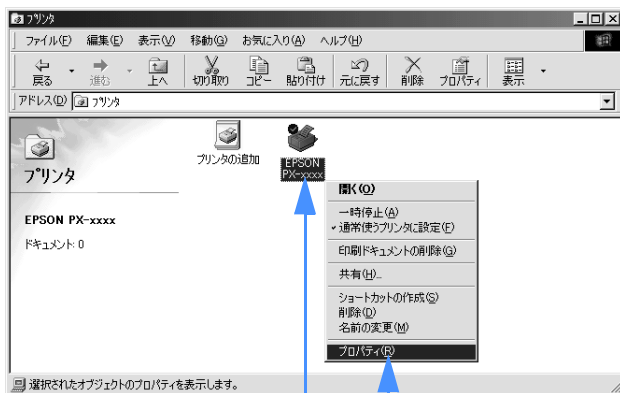 プリンタ
ファイル(F) 編集(E) 表示(V) 移動(G) お気に入り(A) ヘルプ(H)
戻る 進む 上へ 切り取り コピー 貼り付け 元に戻す 削除 プロパティ 表示
アドレス(D) プリンタ
プリンタ
EPSON PX-xxxx
ドキュメント: 0
プリンタの追加
EPSON
PX-xxxx
開く(O)
一時停止(A)
通常使うプリンタに設定(F)
印刷ドキュメントの削除(G)
共有(H)...
ショートカットの作成(S)
削除(D)
名前の変更(M)
プロパティ(R)
選択されたオブジェクトのプロパティを表示します。